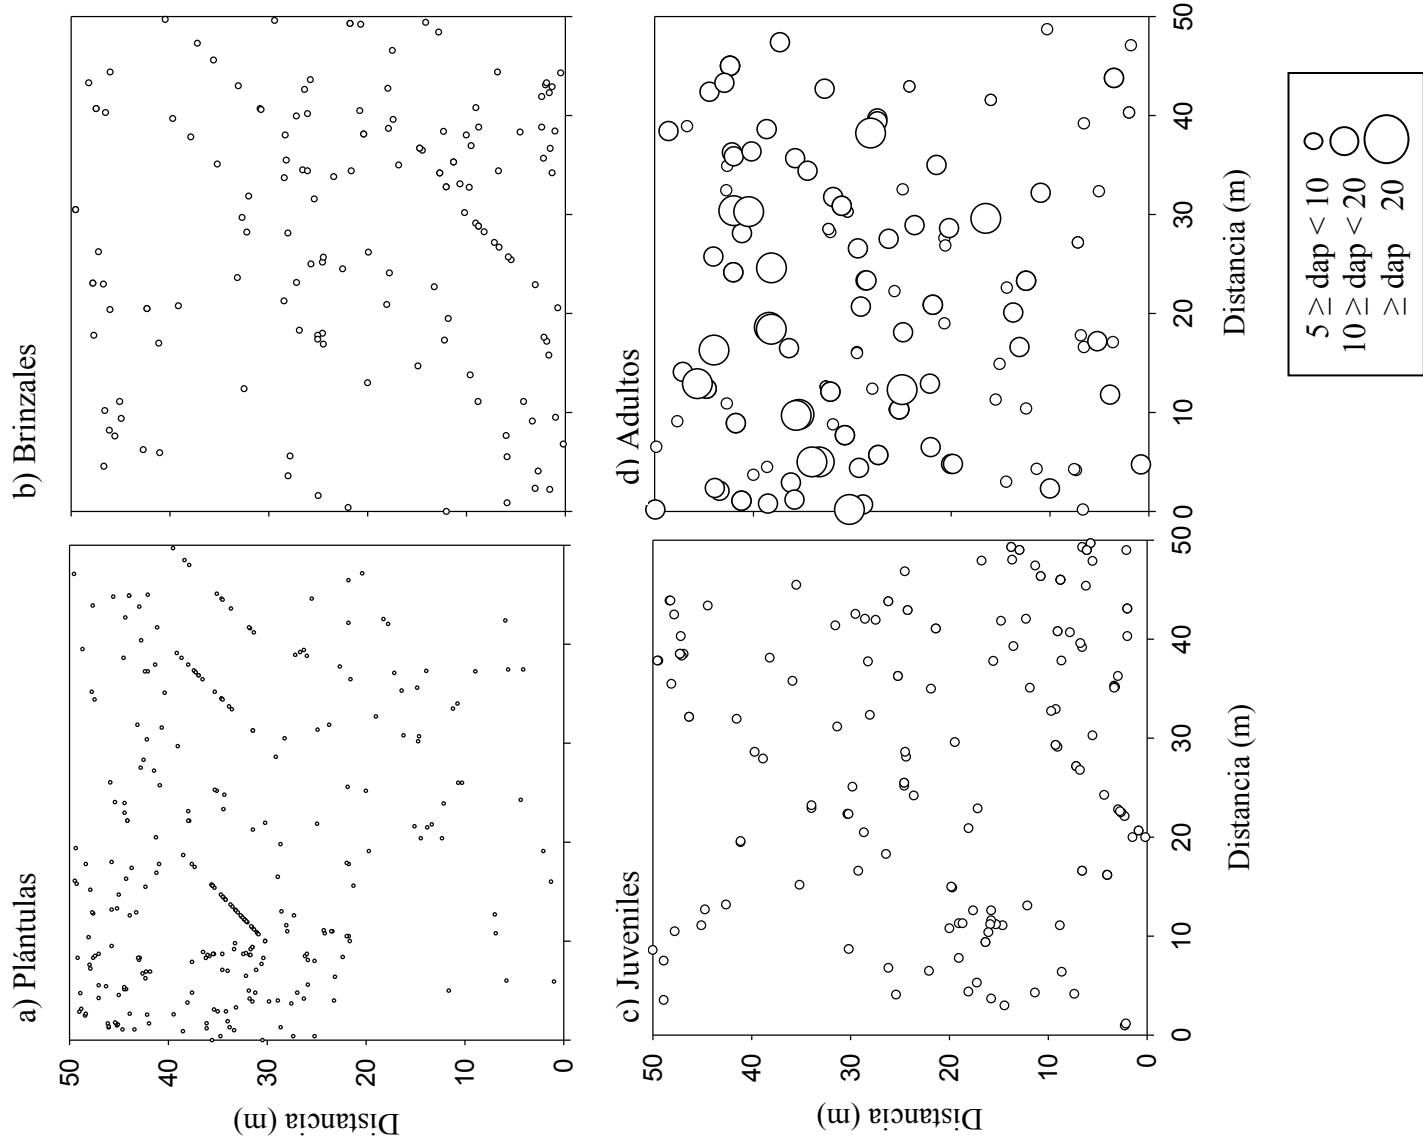 a) Plántulas
b) Brinzales
50
40
30
20
10
0
Distancia (m)
c) Juveniles
d) Adultos
50
40
30
20
10
0
Distancia (m)
0
10
20
30
40
50
Distancia (m)
0
10
20
30
40
50
Distancia (m)
5 ≥ dap < 10
10 ≥ dap < 20
≥ dap 20